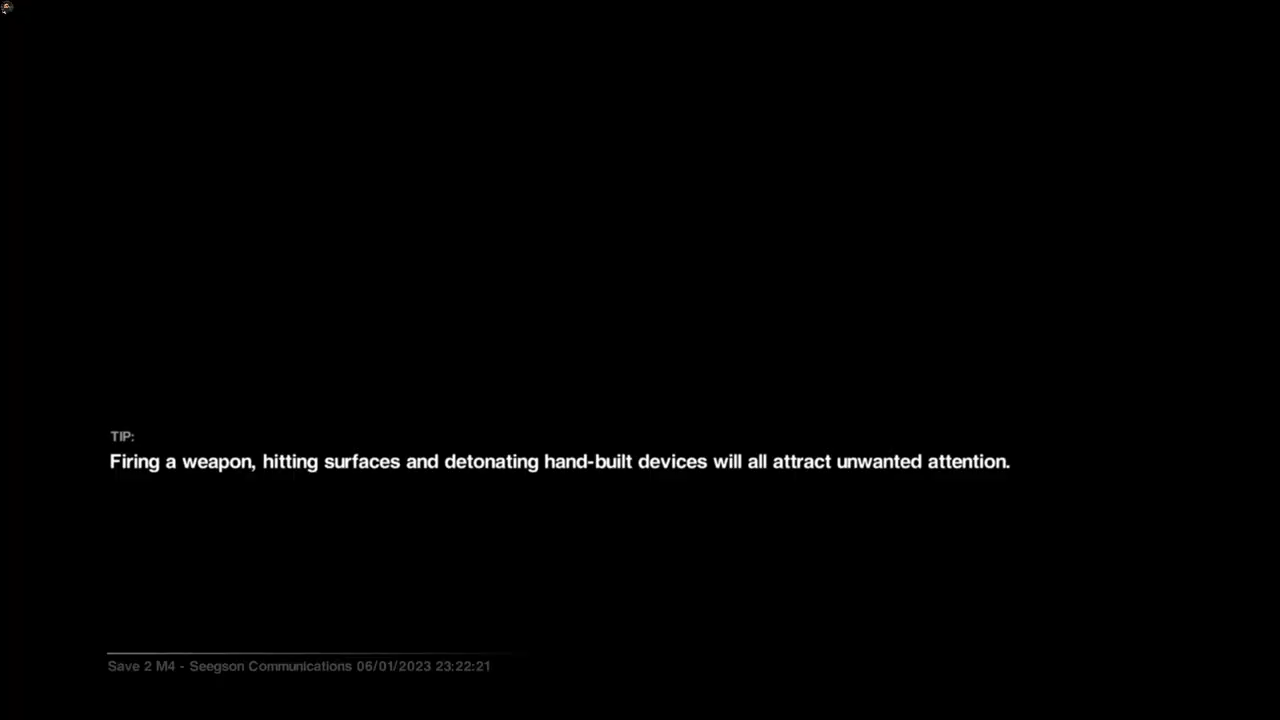 TIP:
Firing a weapon, hitting surfaces and detonating hand-built devices will all attract unwanted attention.
Save 2 M4 - Seegson Communications 06/01/2023 23:22:21